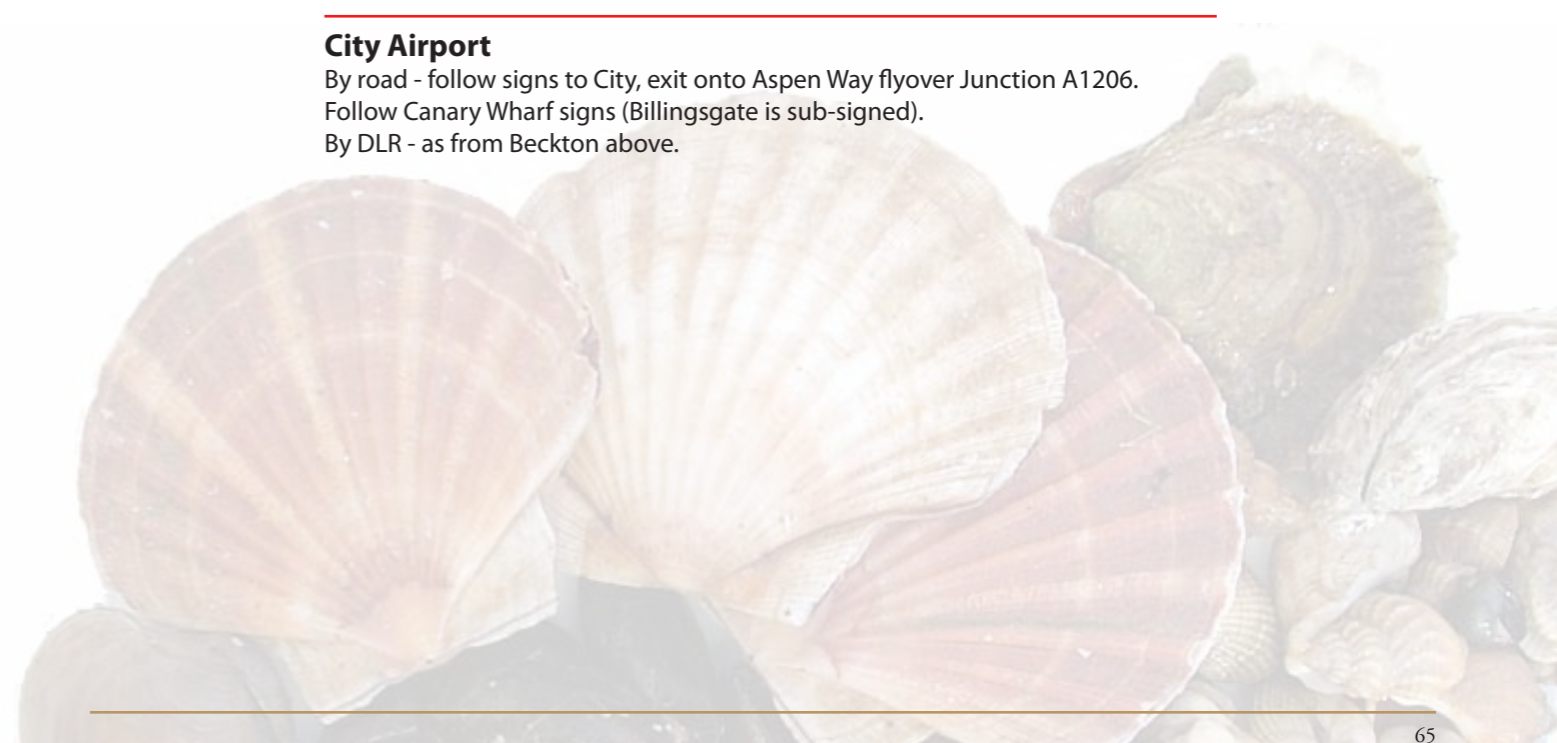 City Airport
By road - follow signs to City, exit onto Aspen Way flyover Junction A1206.
Follow Canary Wharf signs (Billingsgate is sub-signed).
By DLR - as from Beckton above.
65